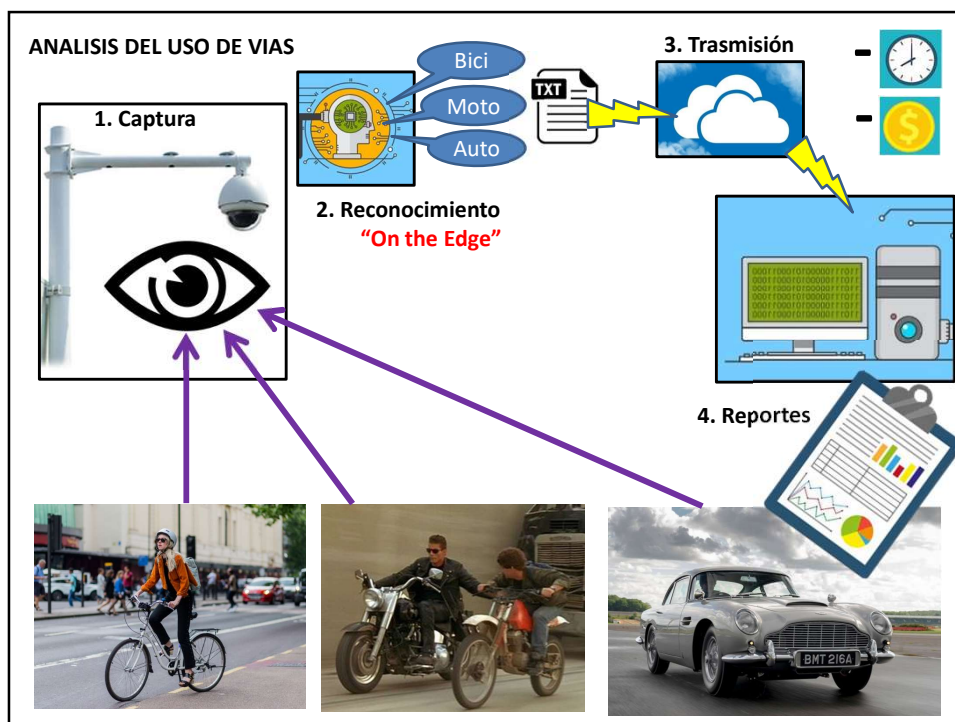 ANALISIS DEL USO DE VIAS
1. Captura
Bici
Moto
Auto
2. Reconocimiento
“On the Edge”
TXT
3. Trasmisión
4. Reportes
BMT 216A